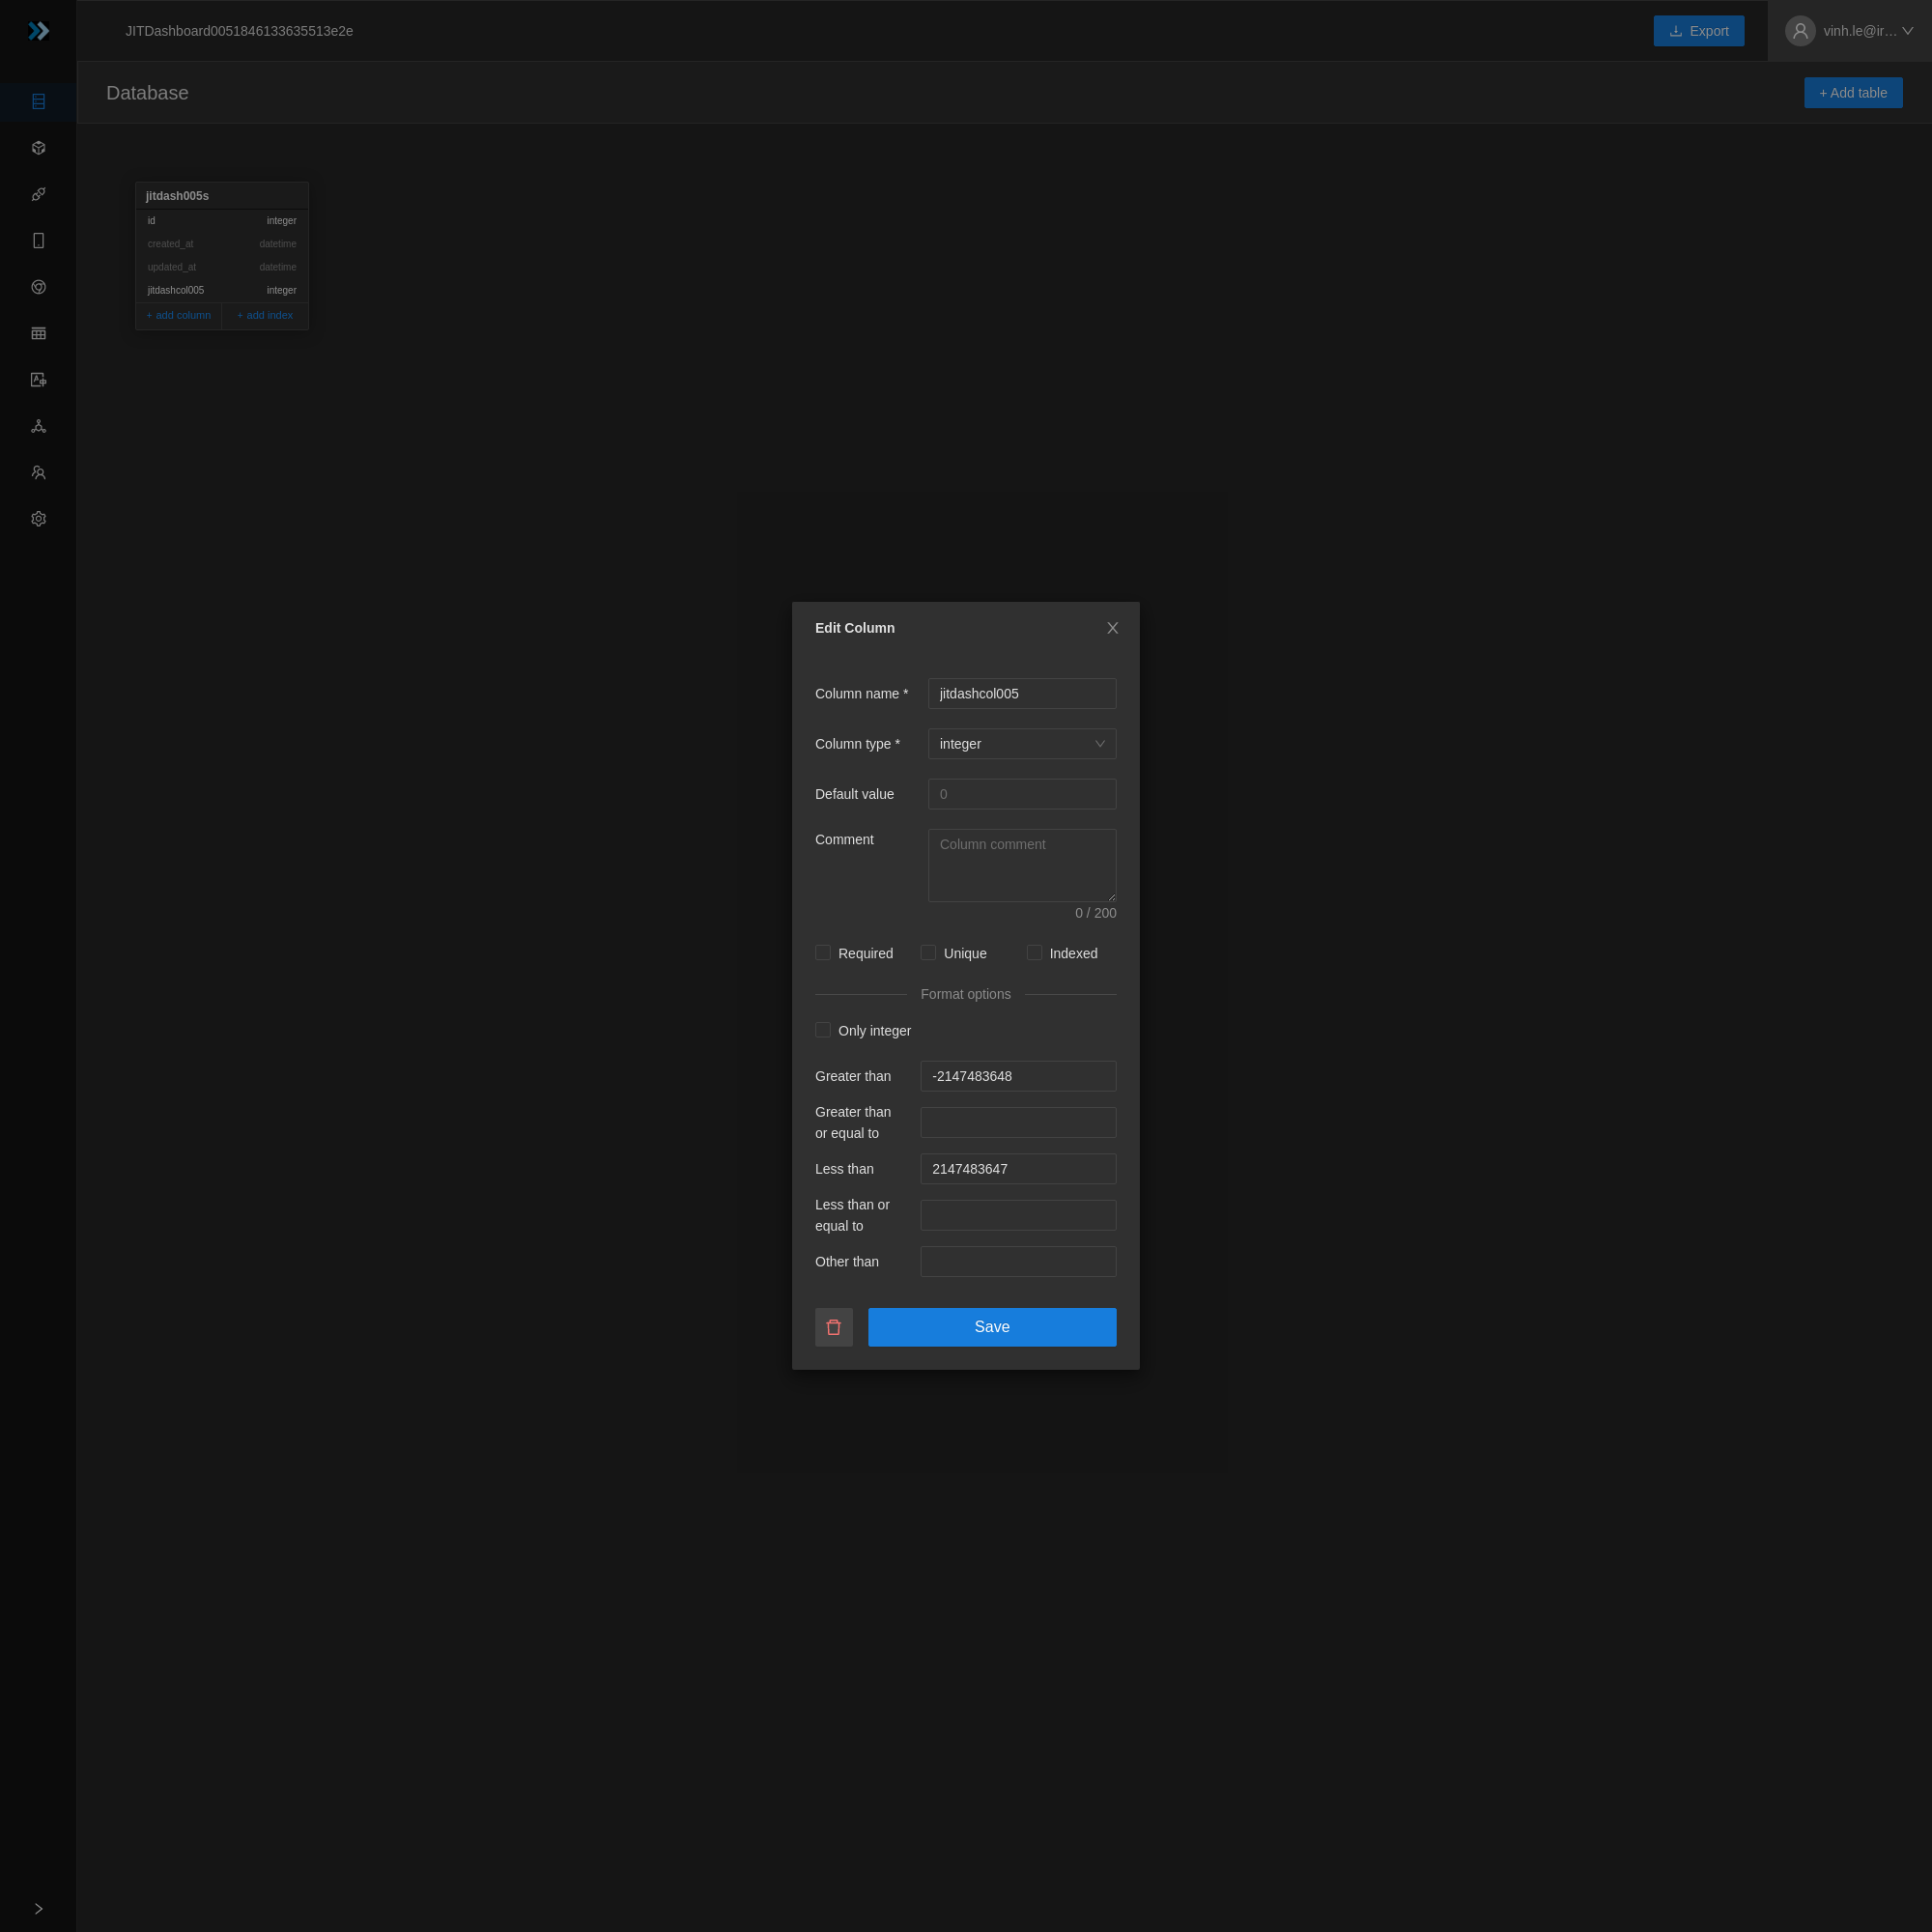 JITDashboard0051846133635513e2e
Export
vinh.le@ir…
Database
+ Add table
jitdash005s
id integer
created_at datetime
updated_at datetime
jitdashcol005 integer
+ add column + add index
Edit Column
Column name * jitdashcol005
Column type * integer
Default value 0
Comment Column comment
0 / 200
Required Unique Indexed
Format options
Only integer
Greater than -2147483648
Greater than
or equal to
Less than 2147483647
Less than or
equal to
Other than
Save